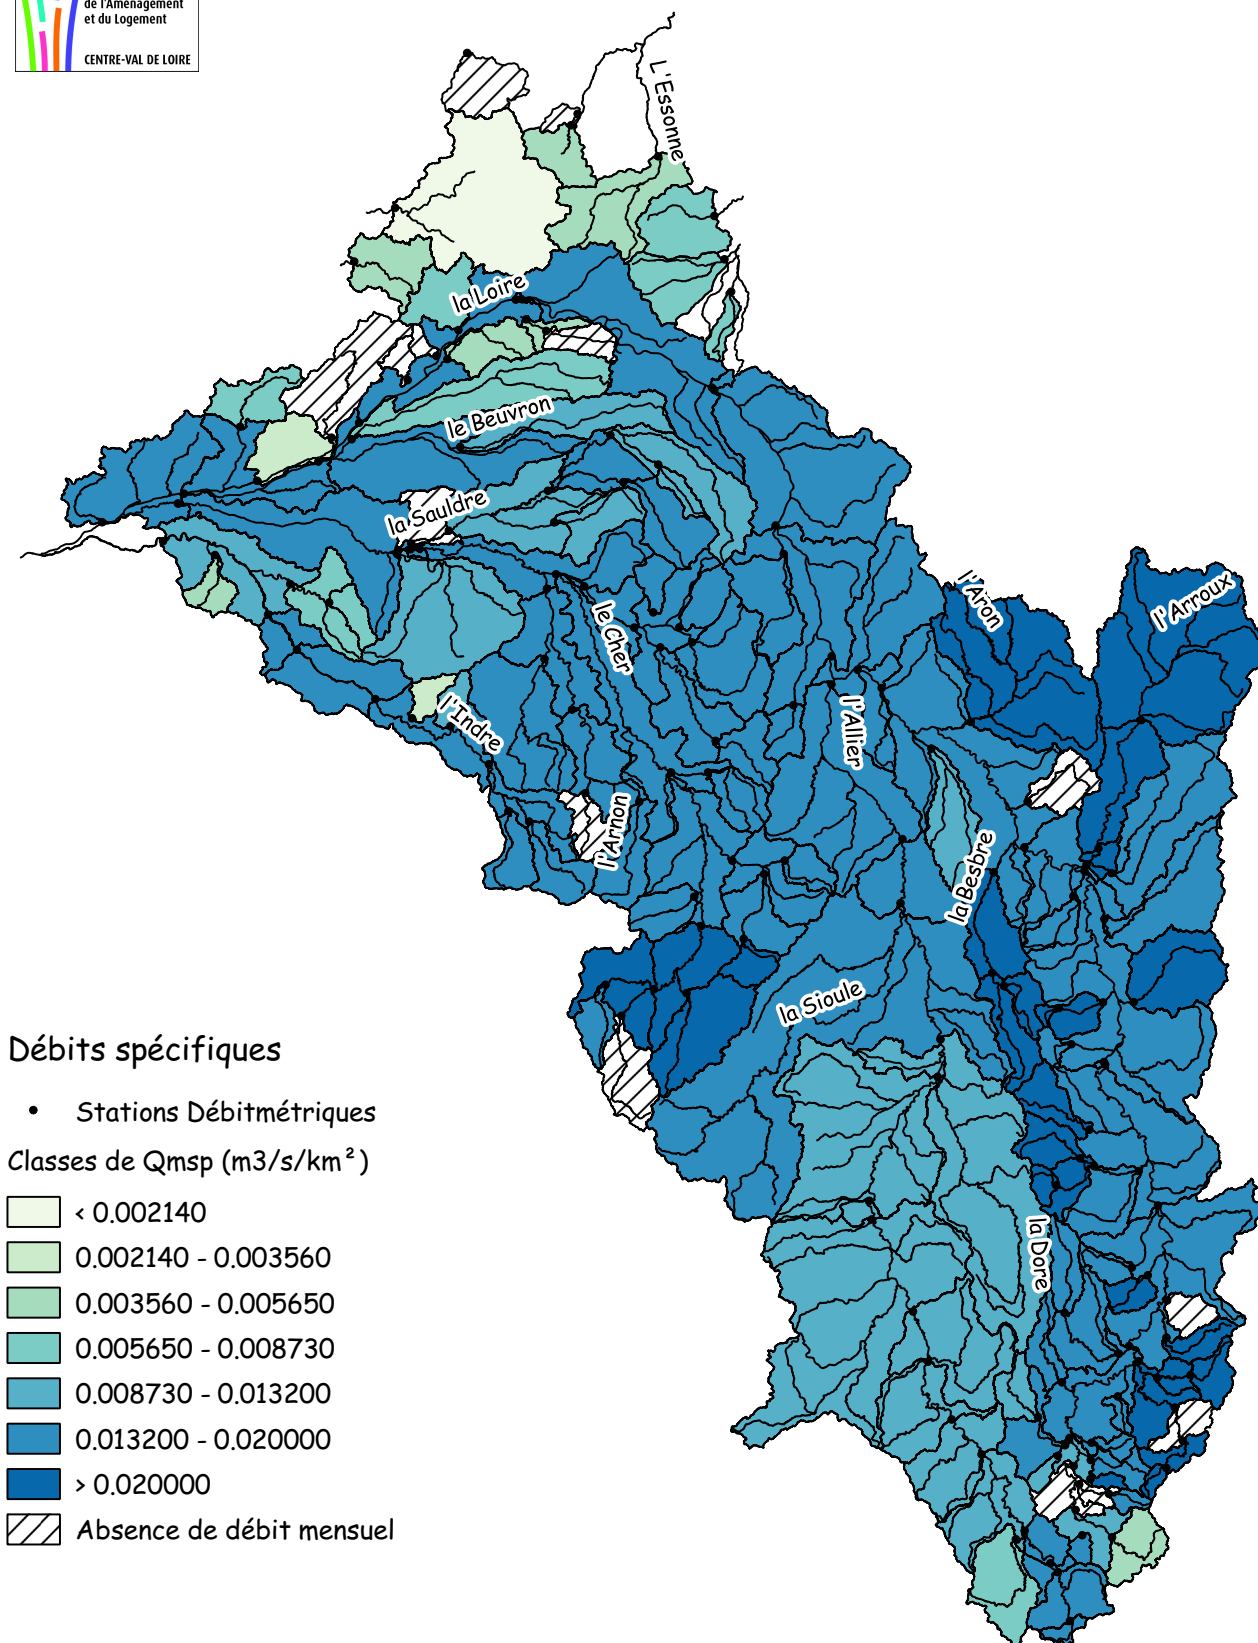 de l'Aménagement
et du Logement
CENTRE-VAL DE LOIRE
L'Essonne
la Loire
le Beuvron
la Sauldre
l'Aron
l'Arroux
le Cher
l'Indre
l'Allier
l'Arnon
la Besbre
la Sioule
la Dore
Débits spécifiques
Stations Débitmétriques
Classes de Qmsp (m3/s/km²)
< 0.002140
0.002140 - 0.003560
0.003560 - 0.005650
0.005650 - 0.008730
0.008730 - 0.013200
0.013200 - 0.020000
> 0.020000
Absence de débit mensuel